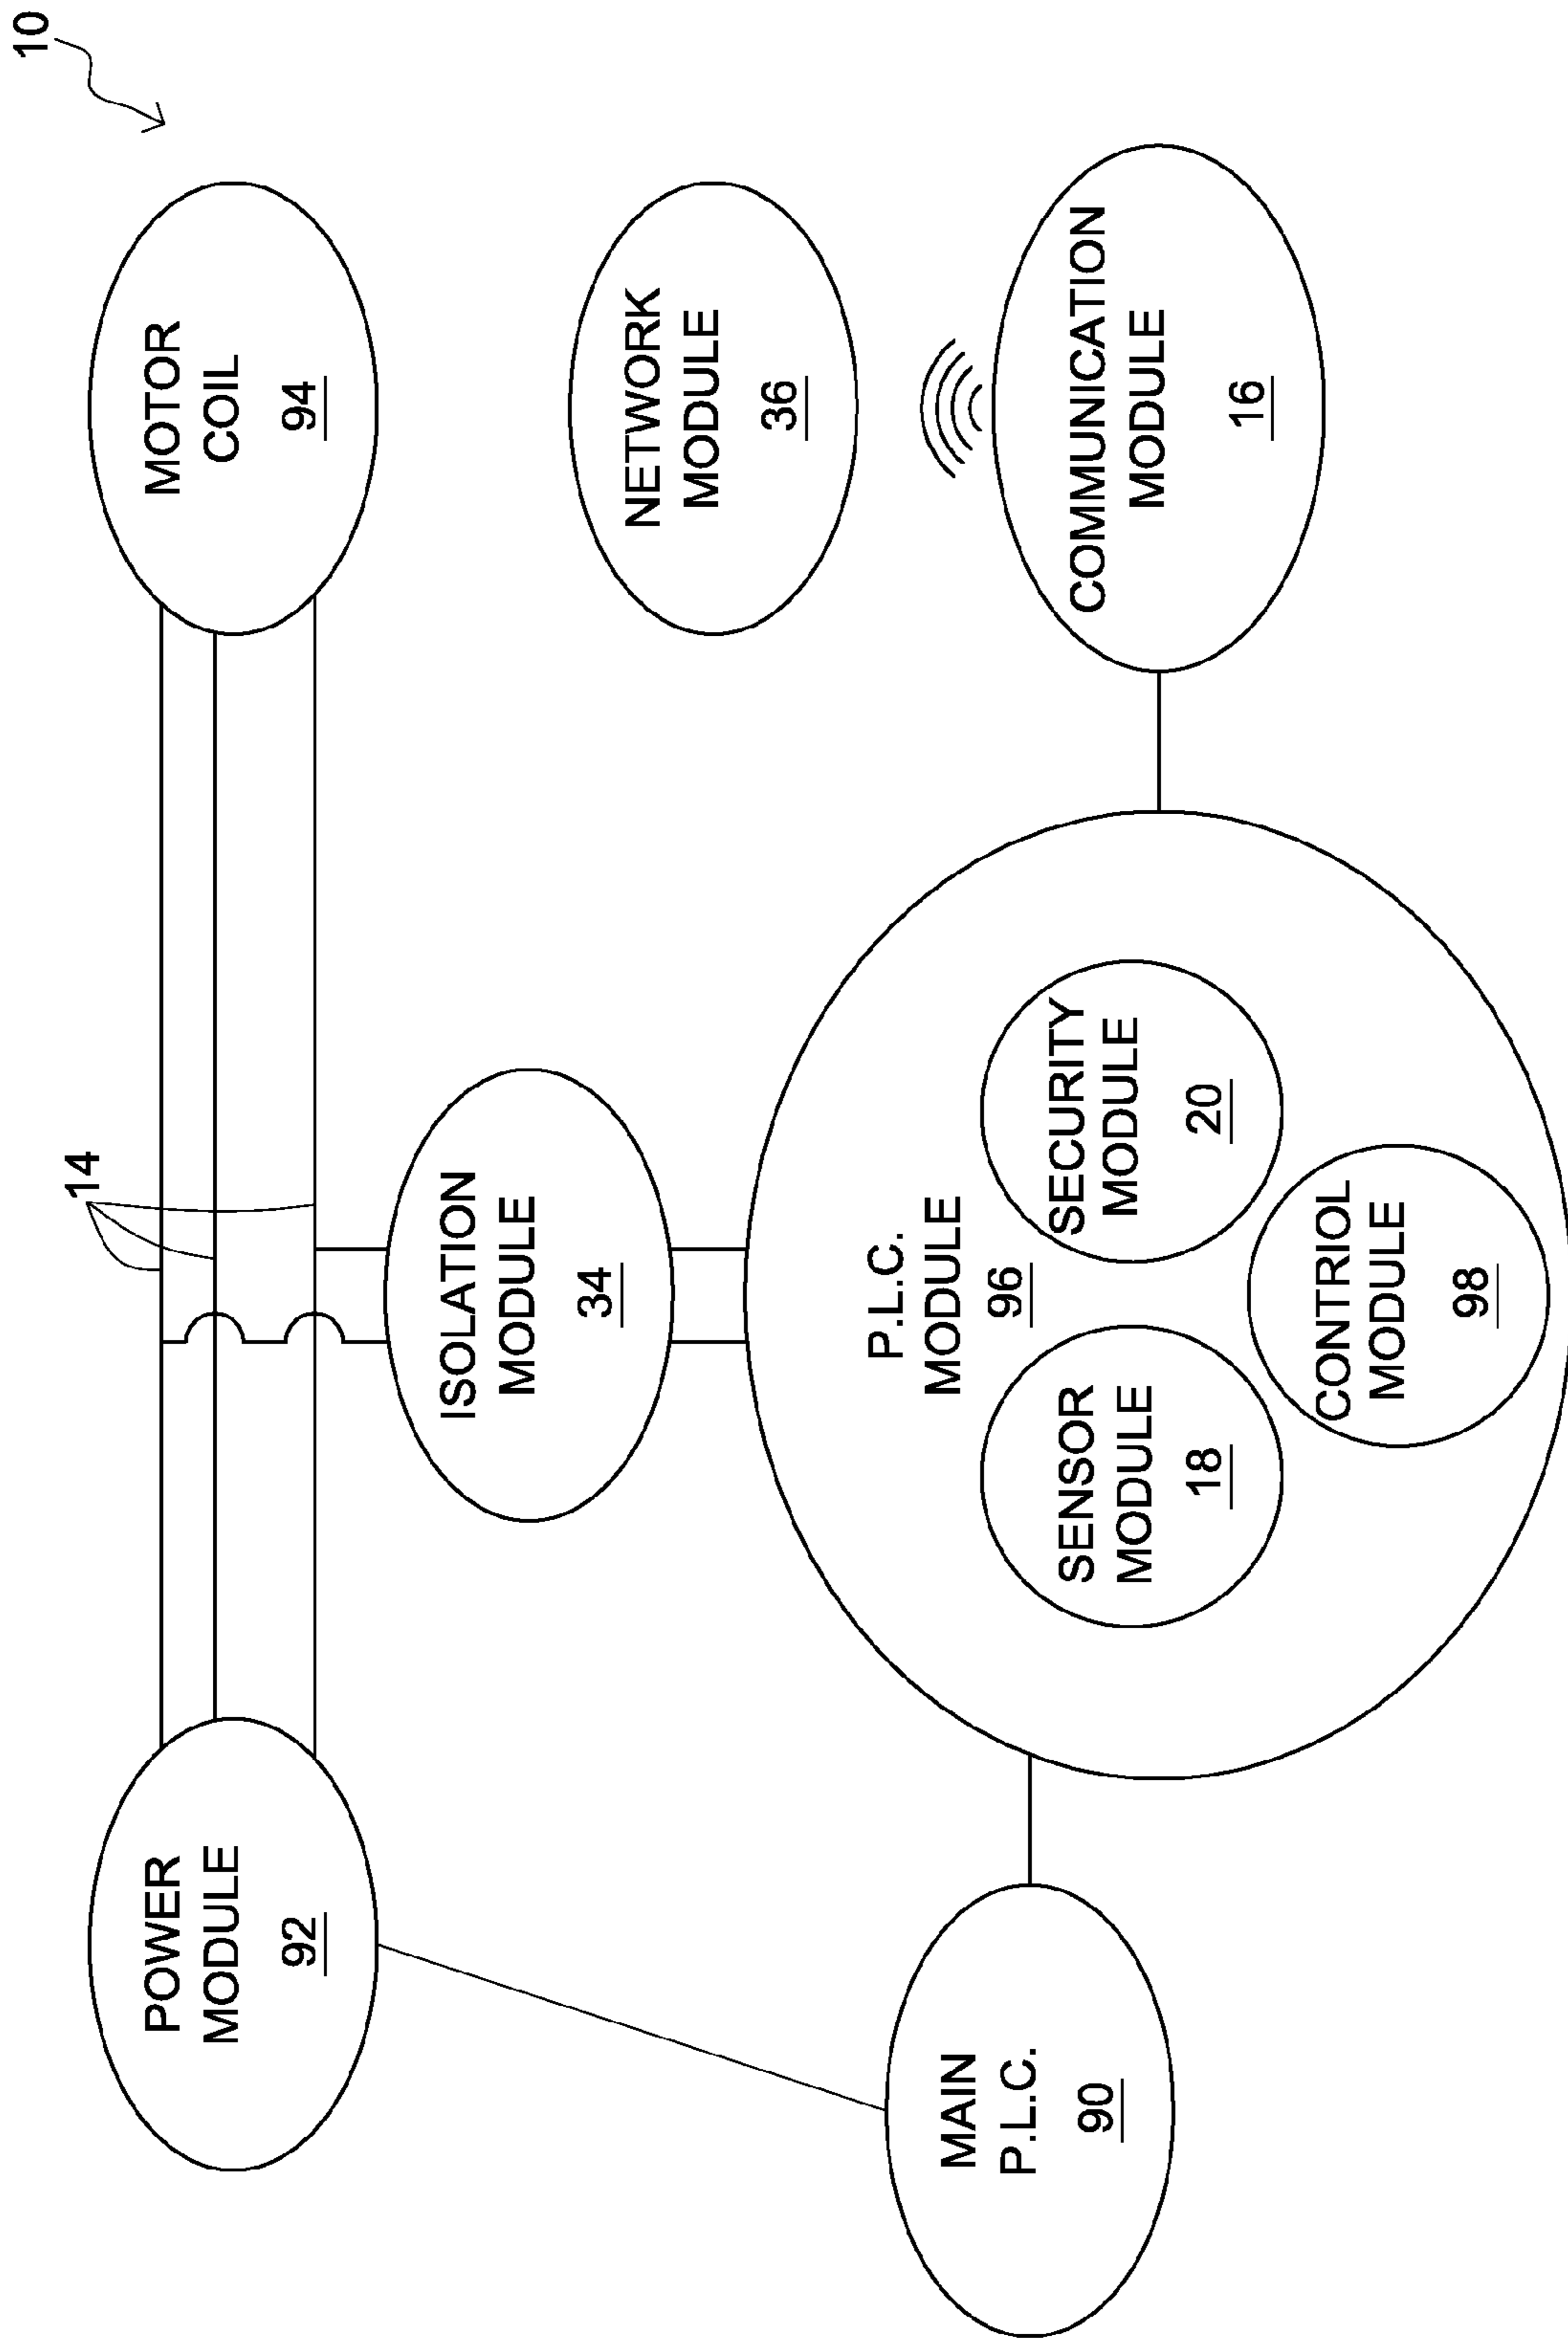 10
14
POWER
MODULE
92
MOTOR
COIL
94
ISOLATION
MODULE
34
NETWORK
MODULE
36
MAIN
P.L.C.
90
P.L.C.
MODULE
96
SENSOR
MODULE
18
SECURITY
MODULE
20
CONTRIOL
MODULE
98
COMMUNICATION
MODULE
16